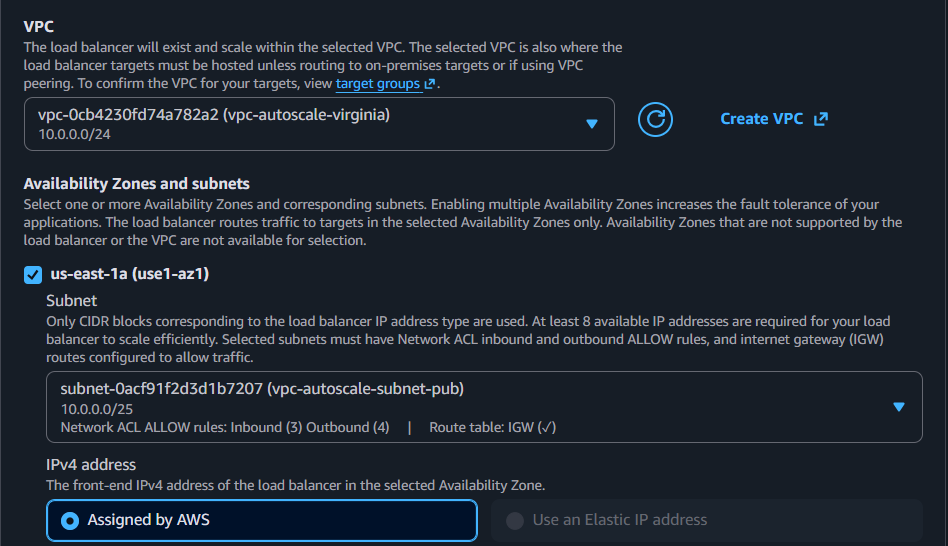 VPC
The load balancer will exist and scale within the selected VPC. The selected VPC is also where the
load balancer targets must be hosted unless routing to on-premises targets or if using VPC
peering. To confirm the VPC for your targets, view target groups.
vpc-0cb4230fd74a782a2 (vpc-autoscale-virginia)
10.0.0.0/24
Create VPC
Availability Zones and subnets
Select one or more Availability Zones and corresponding subnets. Enabling multiple Availability Zones increases the fault tolerance of your
applications. The load balancer routes traffic to targets in the selected Availability Zones only. Availability Zones that are not supported by the
load balancer or the VPC are not available for selection.
us-east-1a (use1-az1)
Subnet
Only CIDR blocks corresponding to the load balancer IP address type are used. At least 8 available IP addresses are required for your load
balancer to scale efficiently. Selected subnets must have Network ACL inbound and outbound ALLOW rules, and internet gateway (IGW)
routes configured to allow traffic.
subnet-0acf91f2d3d1b7207 (vpc-autoscale-subnet-pub)
10.0.0.0/25
Network ACL ALLOW rules: Inbound (3) Outbound (4) | Route table: IGW (✓)
IPv4 address
The front-end IPv4 address of the load balancer in the selected Availability Zone.
Assigned by AWS
Use an Elastic IP address